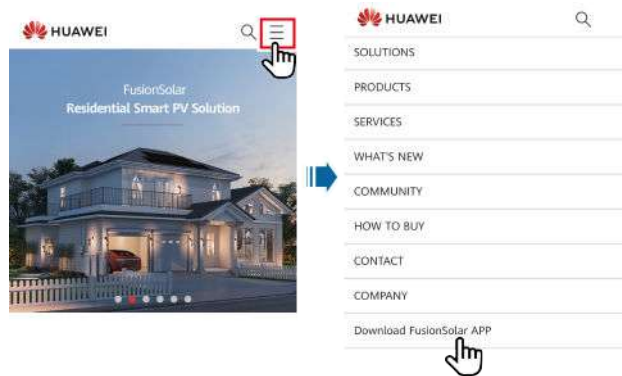 HUAWEI
FusionSolar
Residential Smart PV Solution
HUAWEI
SOLUTIONS
PRODUCTS
SERVICES
WHAT'S NEW
COMMUNITY
HOW TO BUY
CONTACT
COMPANY
Download FusionSolar APP